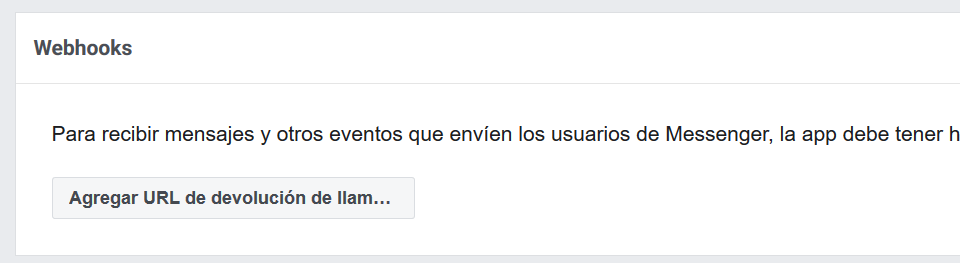 Webhooks
Para recibir mensajes y otros eventos que envíen los usuarios de Messenger, la app debe tener h
Agregar URL de devolución de llam...